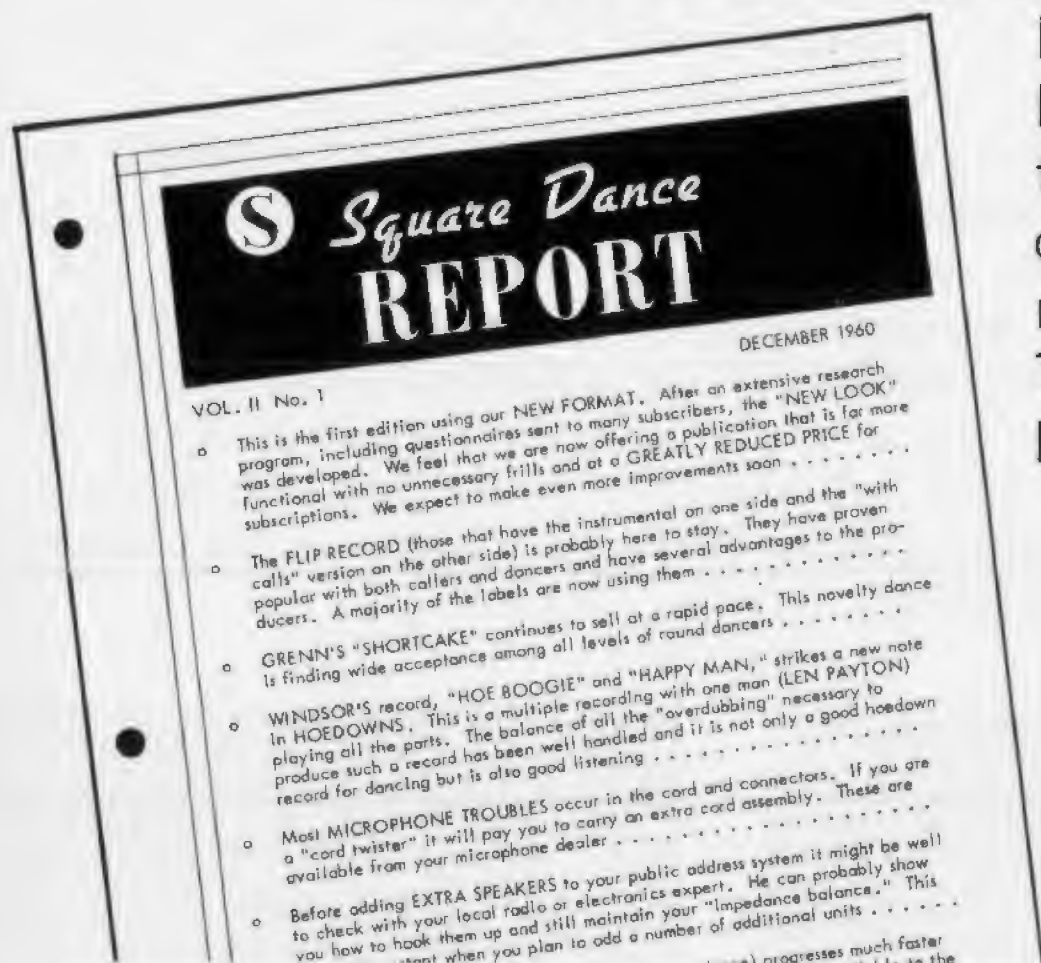 S Square Dance
REPORT
DECEMBER 1960
VOL. II No. 1
o This is the first edition using our NEW FORMAT. After an extensive research
program, including questionnaires sent to many subscribers, the "NEW LOOK"
was developed. We feel that we are now offering a publication that is far more
functional with no unnecessary frills and at a GREATLY REDUCED PRICE for
subscriptions. We expect to make even more improvements soon . . . . . . . .
o The FLIP RECORD (those that have the instrumental on one side and the "with
calls" version on the other side) is probably here to stay. They have proven
popular with both callers and dancers and have several advantages to the pro-
ducers. A majority of the labels are now using them . . . . . . . . . . . . .
o GRENN'S "SHORTCAKE" continues to sell at a rapid pace. This novelty dance
is finding wide acceptance among all levels of round dancers . . . . . . . .
o WINDSOR'S record, "HOE BOOGIE" and "HAPPY MAN," strikes a new note
in HOEDOWNS. This is a multiple recording with one man (LEN PAYTON)
playing all the parts. The balance of all the "overdubbing" necessary to
produce such a record has been well handled and it is not only a good hoedown
record for dancing but is also good listening . . . . . . . . . . . . . . . .
o Most MICROPHONE TROUBLES occur in the cord and connectors. If you are
a "cord twister" it will pay you to carry an extra cord assembly. These are
available from your microphone dealer . . . . . . . . . . . . . . . . . . .
o Before adding EXTRA SPEAKERS to your public address system it might be well
to check with your local radio or electronics expert. He can probably show
you how to hook them up and still maintain your "Impedance balance." This
when you plan to add a number of additional units . . . . . .
progresses much faster
the